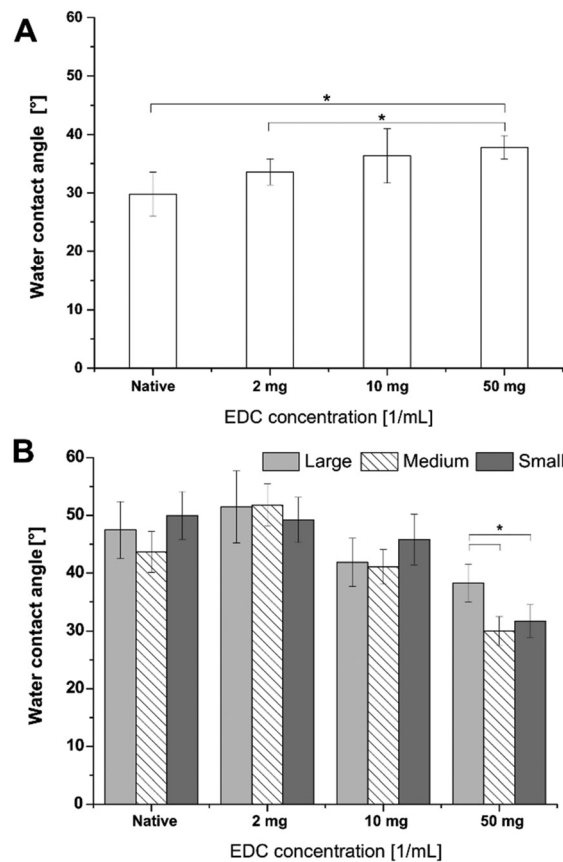 A
60
50
40
30
20
10
0
Water contact angle [°]
*
*
Native 2 mg 10 mg 50 mg
EDC concentration [1/mL]
B
Large Medium Small
60
50
40
30
20
10
0
Water contact angle [°]
*
Native 2 mg 10 mg 50 mg
EDC concentration [1/mL]